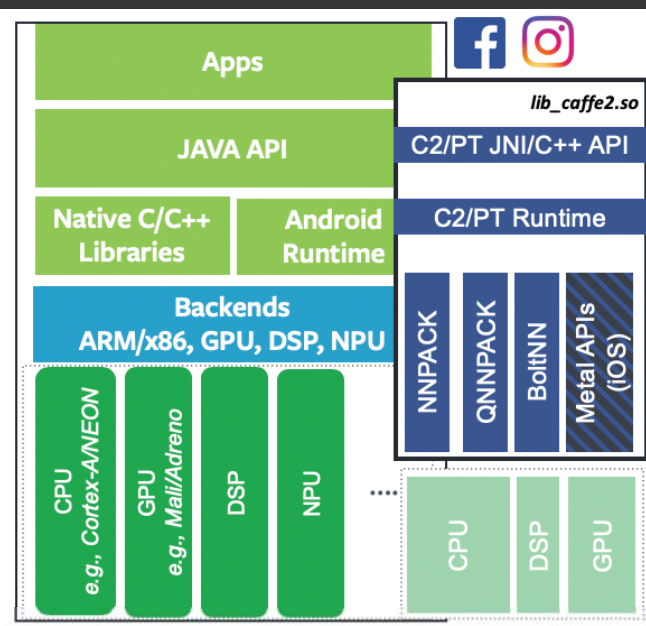 Apps
lib_caffe2.so
JAVA API
C2/PT JNI/C++ API
Native C/C++
Libraries
Android
Runtime
C2/PT Runtime
Backends
ARM/x86, GPU, DSP, NPU
NNPACK
QNNPACK
BoltNN
Metal APIs
(iOS)
CPU
e.g., Cortex-A/NEON
GPU
e.g., Mali/Adreno
DSP
NPU
....
CPU
DSP
GPU